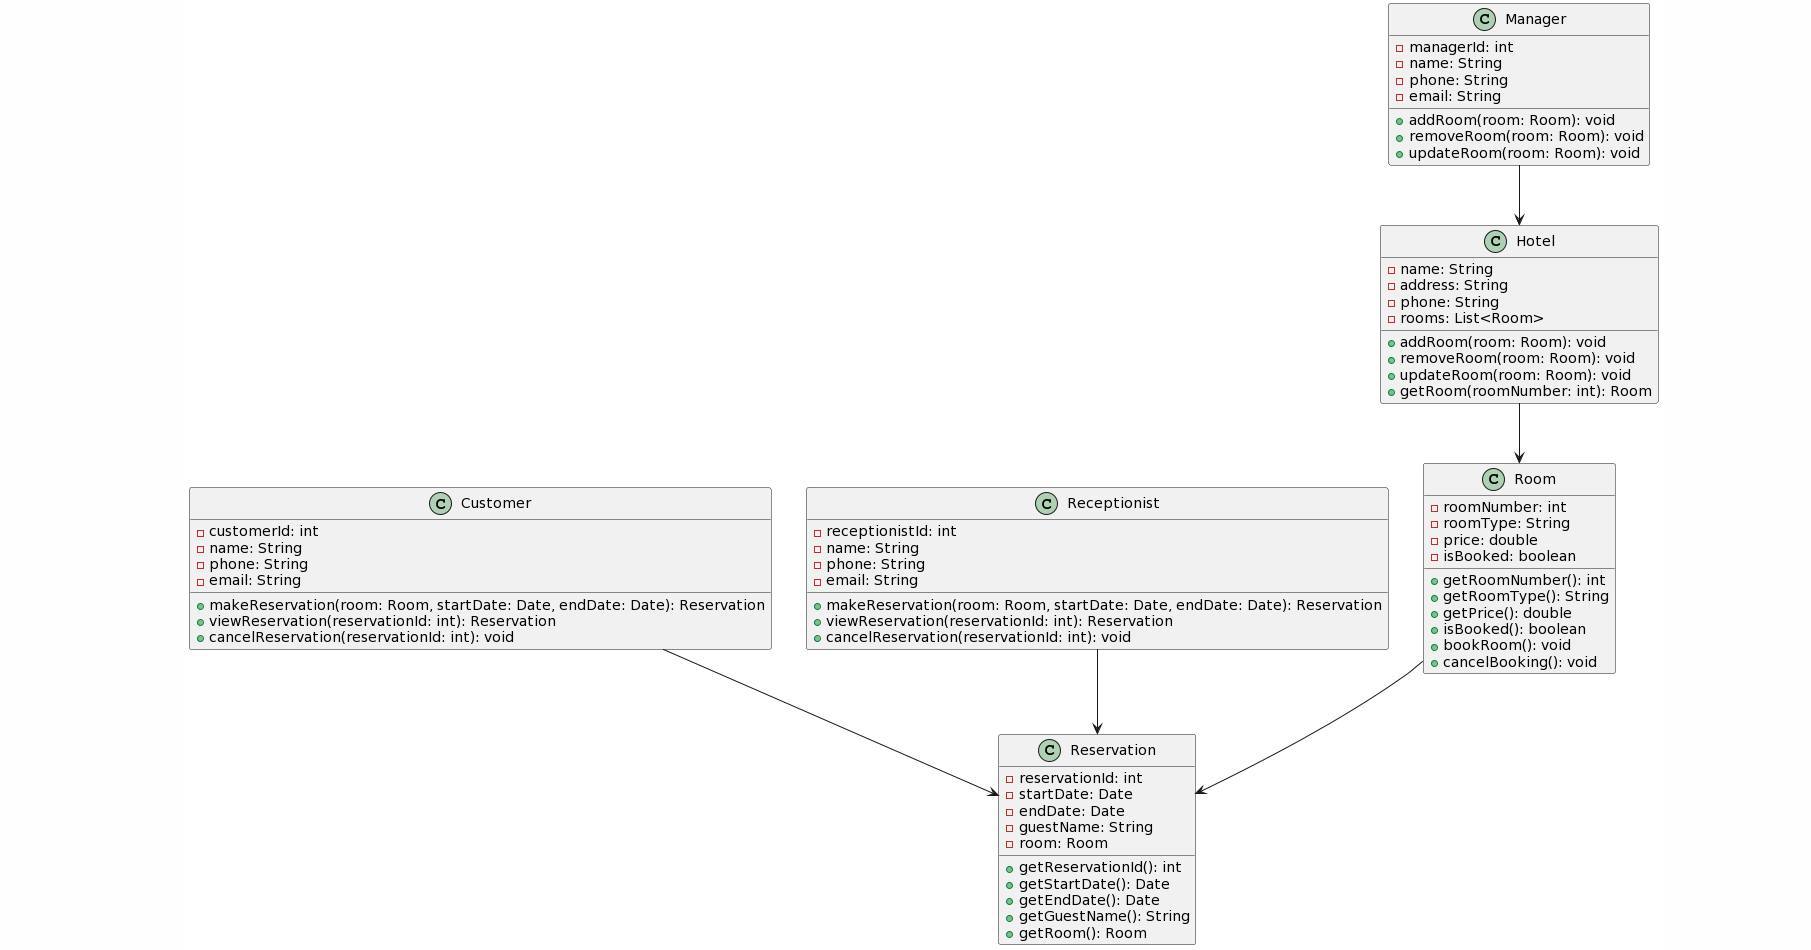 C Manager
managerId: int
name: String
phone: String
email: String
addRoom(room: Room): void
removeRoom(room: Room): void
updateRoom(room: Room): void
C Hotel
name: String
address: String
phone: String
rooms: List<Room>
addRoom(room: Room): void
removeRoom(room: Room): void
updateRoom(room: Room): void
getRoom(roomNumber: int): Room
C Customer
customerId: int
name: String
phone: String
email: String
makeReservation(room: Room, startDate: Date, endDate: Date): Reservation
viewReservation(reservationId: int): Reservation
cancelReservation(reservationId: int): void
C Receptionist
receptionistId: int
name: String
phone: String
email: String
makeReservation(room: Room, startDate: Date, endDate: Date): Reservation
viewReservation(reservationId: int): Reservation
cancelReservation(reservationId: int): void
C Room
roomNumber: int
roomType: String
price: double
isBooked: boolean
getRoomNumber(): int
getRoomType(): String
getPrice(): double
isBooked(): boolean
bookRoom(): void
cancelBooking(): void
C Reservation
reservationId: int
startDate: Date
endDate: Date
guestName: String
room: Room
getReservationId(): int
getStartDate(): Date
getEndDate(): Date
getGuestName(): String
getRoom(): Room